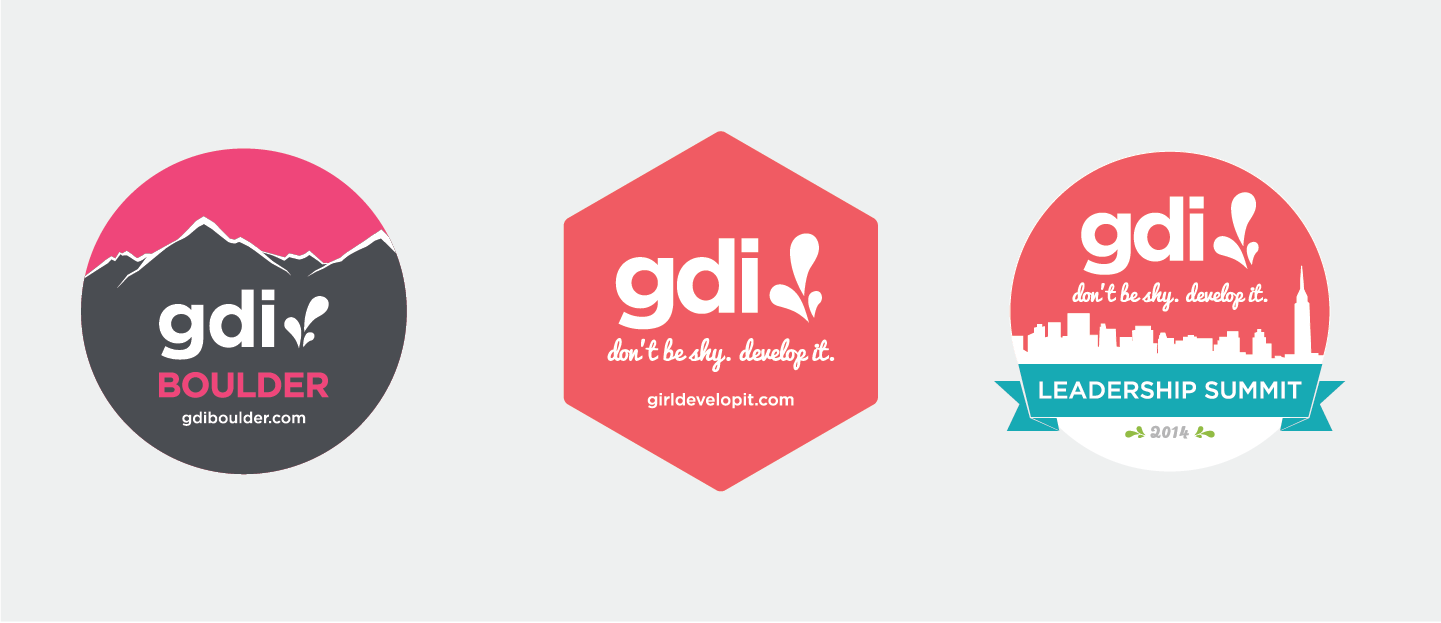 gdi
BOULDER
gdiboulder.com
gdi
don't be shy. develop it.
girldevelopit.com
gdi
don't be shy. develop it.
LEADERSHIP SUMMIT
2014